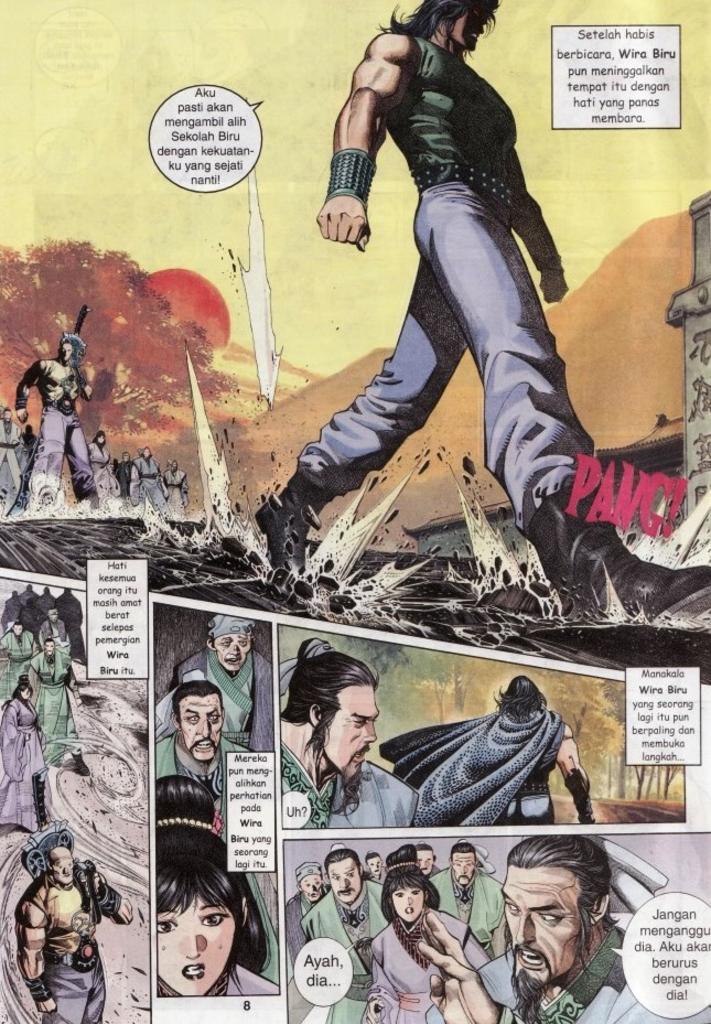 Setelah habis
berbicara, Wira Biru
pun meninggalkan
tempat itu dengan
hati yang panas
membara.
Aku
pasti akan
mengambil alih
Sekolah Biru
dengan kekuatan-
ku yang sejati
nanti!
PANG!
Hati
kesemua
orang itu
masih amat
berat
selepas
pemergian
Wira
Biru itu.
Mereka
pun meng-
alihkan
perhatian
pada
Wira
Biru yang
seorang
lagi itu.
Uh?
Manakala
Wira Biru
yang seorang
lagi itu pun
berpaling dan
membuka
langkah...
Ayah,
dia...
Jangan
menganggu
dia. Aku akan
berurus
dengan
dia!
8